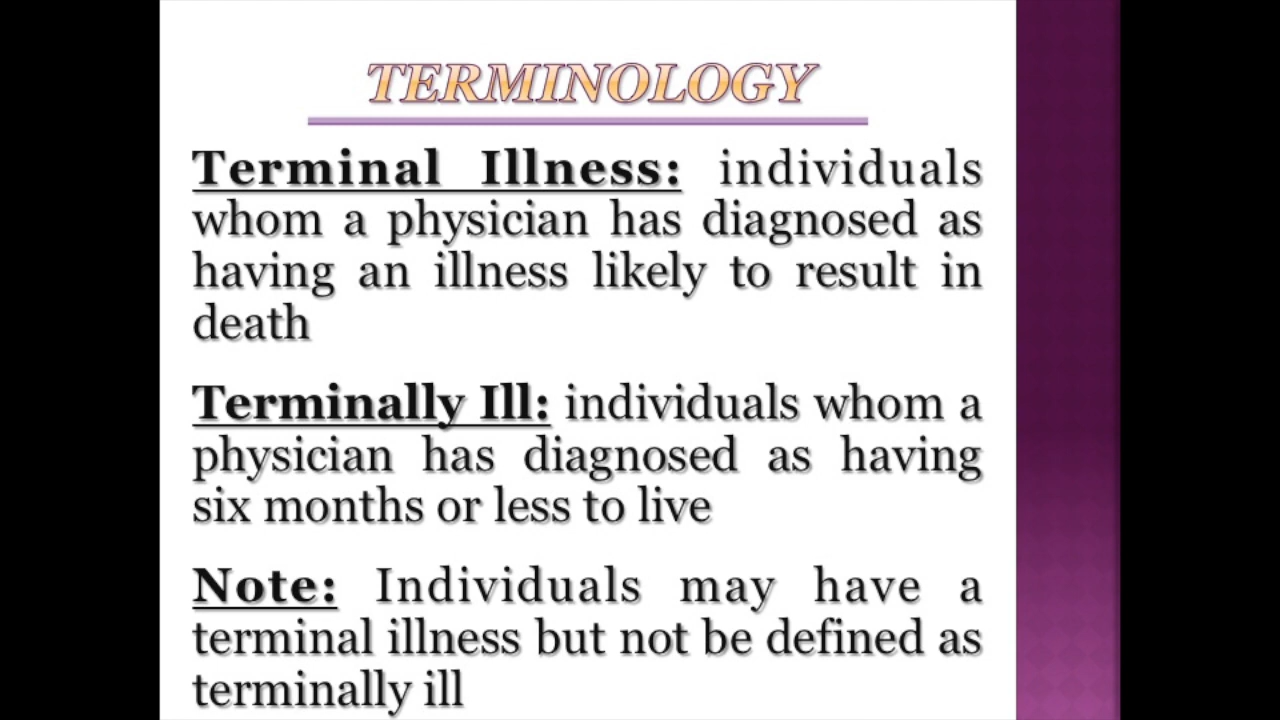 TERMINOLOGY
Terminal Illness: individuals
whom a physician has diagnosed as
having an illness likely to result in
death
Terminally Ill: individuals whom a
physician has diagnosed as having
six months or less to live
Note: Individuals may have a
terminal illness but not be defined as
terminally ill